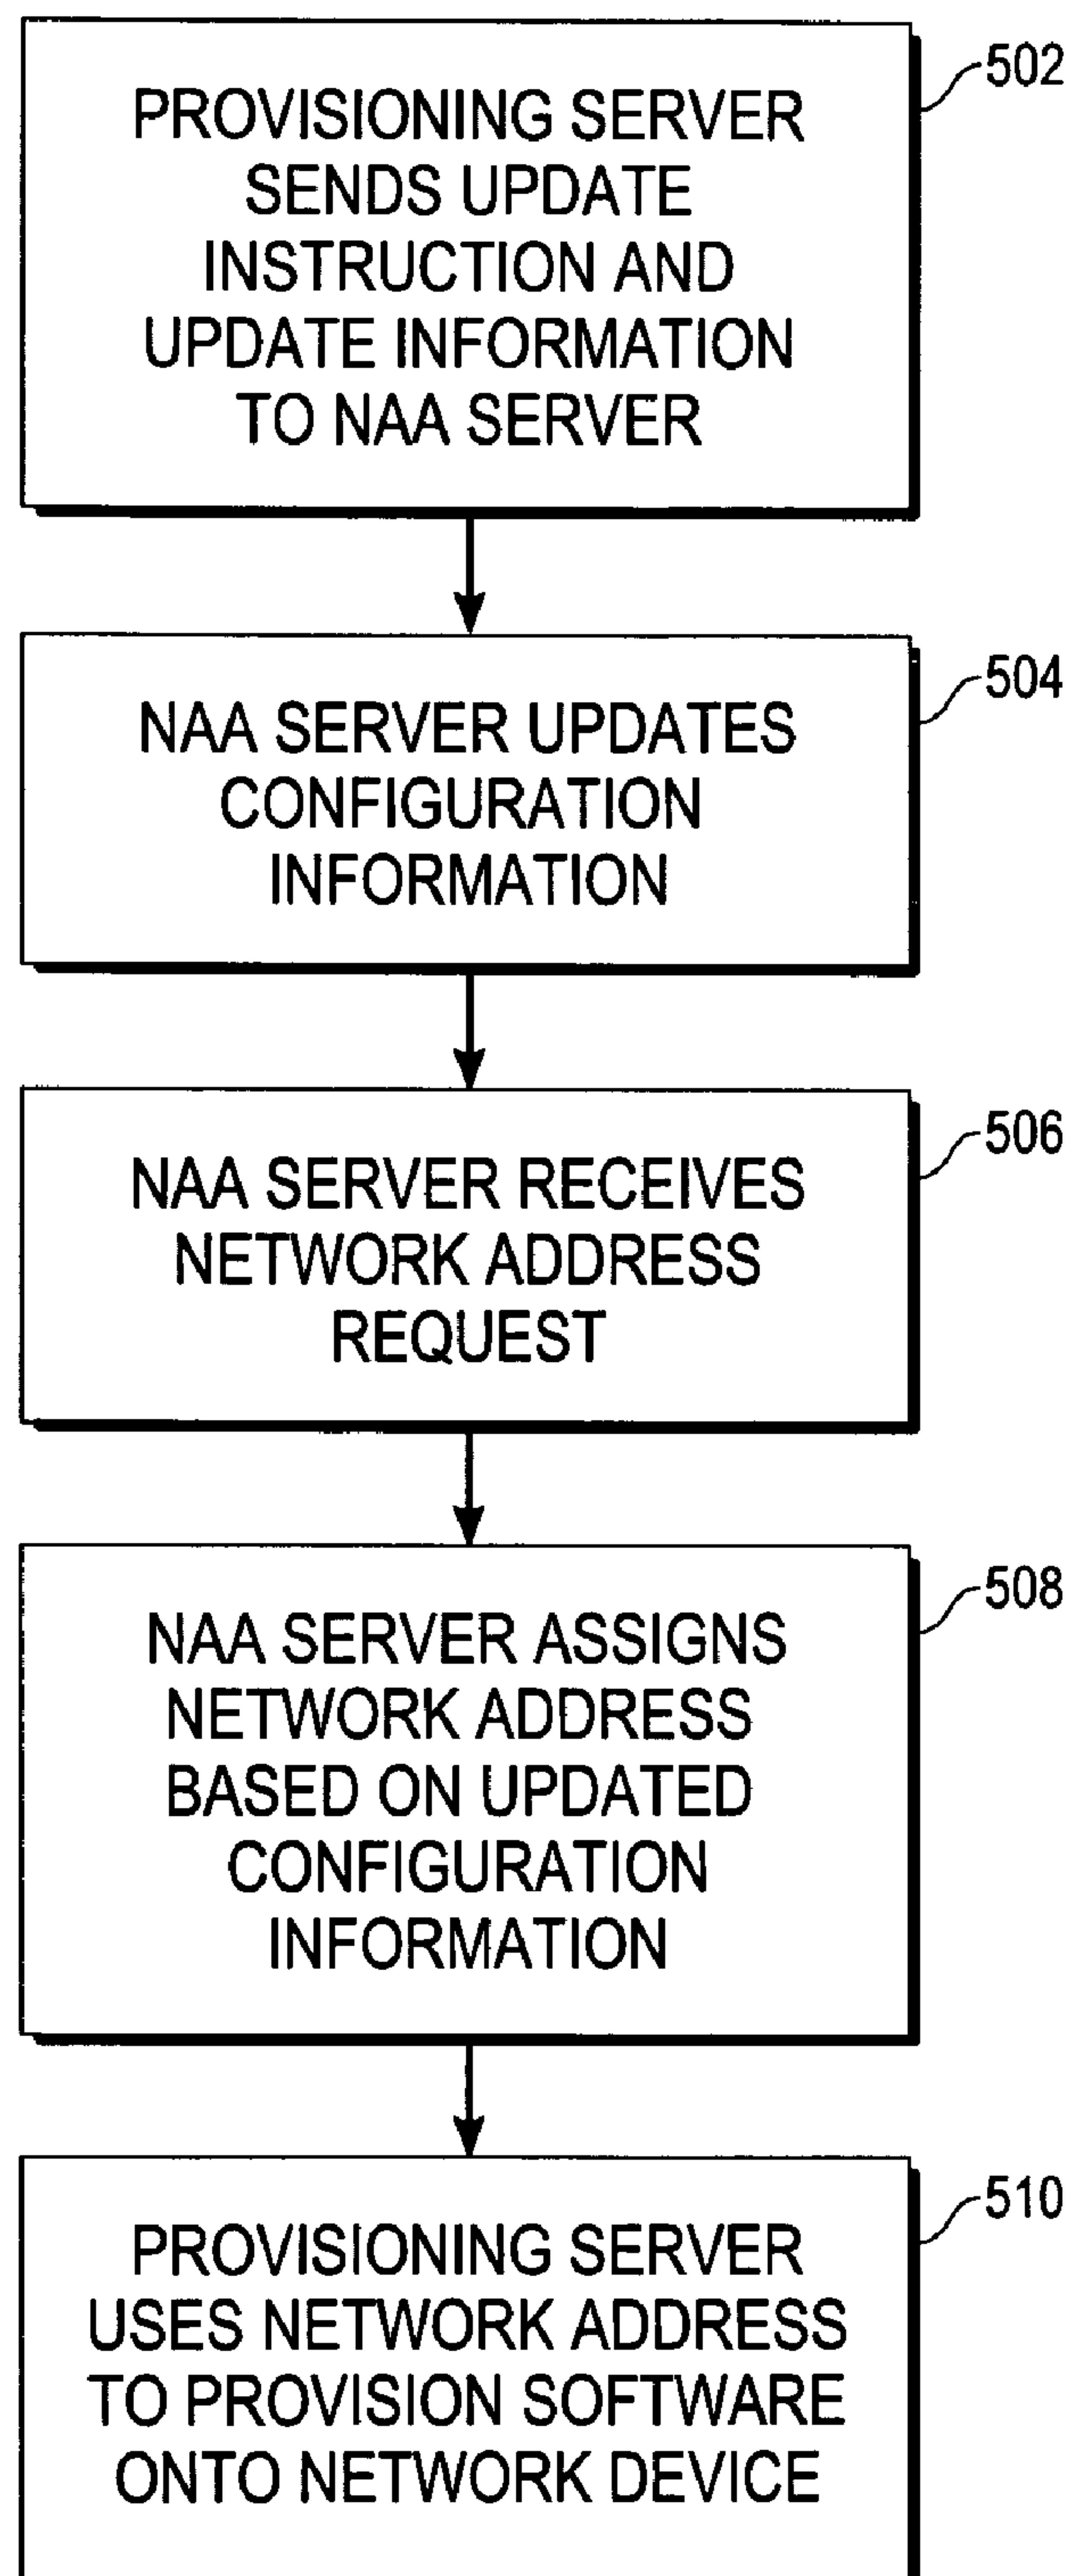 PROVISIONING SERVER
SENDS UPDATE
INSTRUCTION AND
UPDATE INFORMATION
TO NAA SERVER
502
NAA SERVER UPDATES
CONFIGURATION
INFORMATION
504
NAA SERVER RECEIVES
NETWORK ADDRESS
REQUEST
506
NAA SERVER ASSIGNS
NETWORK ADDRESS
BASED ON UPDATED
CONFIGURATION
INFORMATION
508
PROVISIONING SERVER
USES NETWORK ADDRESS
TO PROVISION SOFTWARE
ONTO NETWORK DEVICE
510